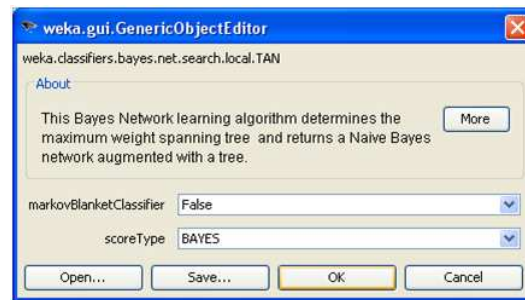 weka.gui.GenericObjectEditor
weka.classifiers.bayes.net.search.local.TAN
About
This Bayes Network learning algorithm determines the
maximum weight spanning tree and returns a Naive Bayes
network augmented with a tree.
More
markovBlanketClassifier False
scoreType BAYES
Open... Save... OK Cancel